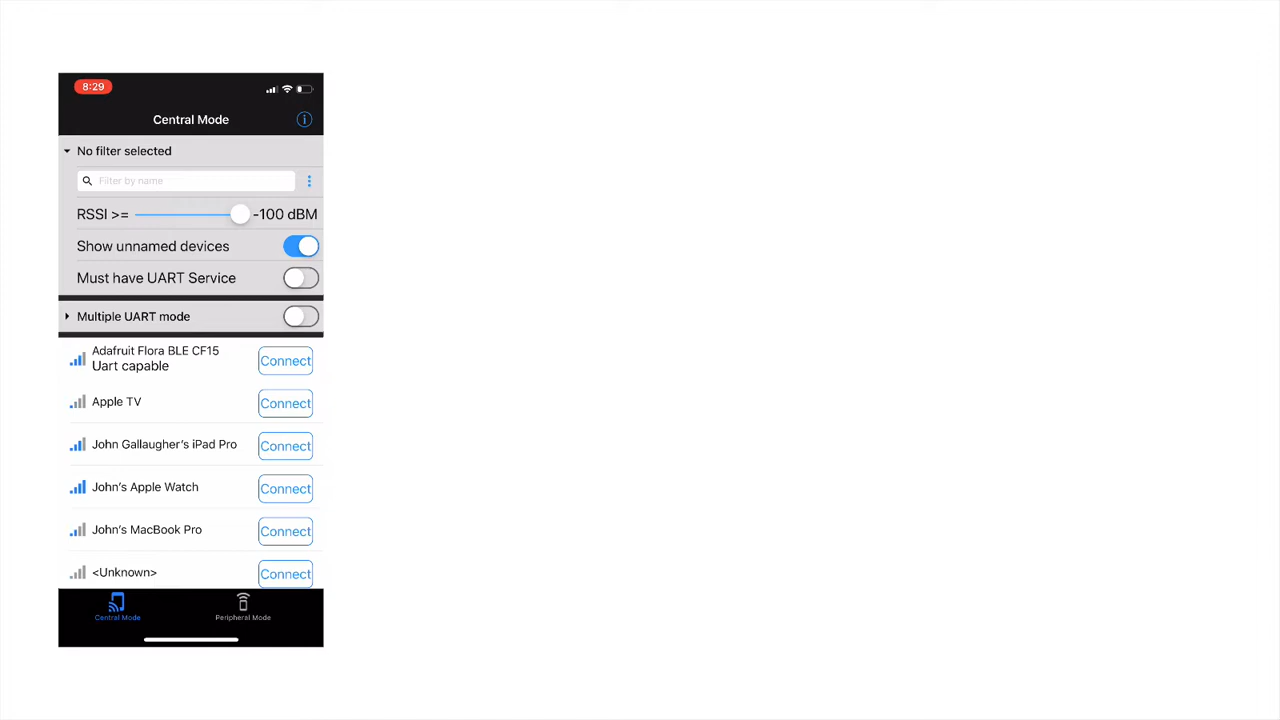 8:29
Central Mode
No filter selected
Filter by name
RSSI >= -100 dBM
Show unnamed devices
Must have UART Service
Multiple UART mode
Adafruit Flora BLE CF15
Uart capable
Connect
Apple TV
Connect
John Gallaugher’s iPad Pro
Connect
John’s Apple Watch
Connect
John’s MacBook Pro
Connect
<Unknown>
Connect
Central Mode
Peripheral Mode